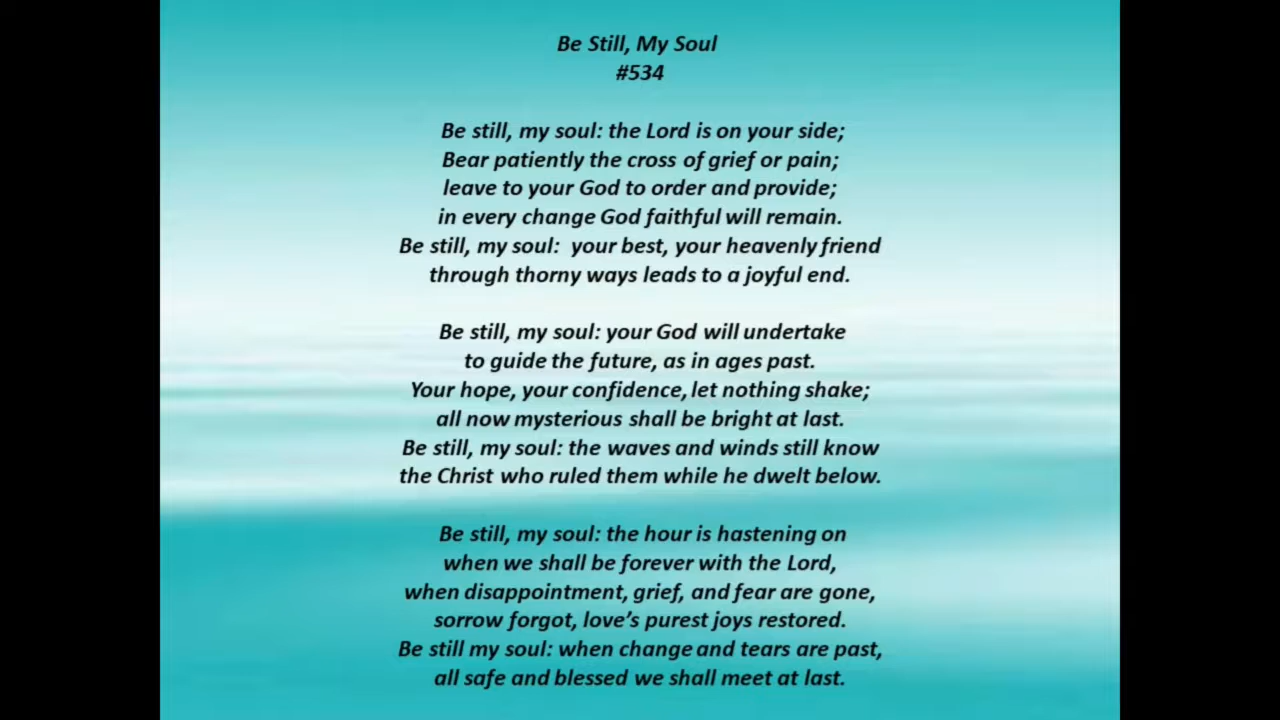 Be Still, My Soul
#534
Be still, my soul: the Lord is on your side;
Bear patiently the cross of grief or pain;
leave to your God to order and provide;
in every change God faithful will remain.
Be still, my soul:  your best, your heavenly friend
through thorny ways leads to a joyful end.
Be still, my soul: your God will undertake
to guide the future, as in ages past.
Your hope, your confidence, let nothing shake;
all now mysterious shall be bright at last.
Be still, my soul: the waves and winds still know
the Christ who ruled them while he dwelt below.
Be still, my soul: the hour is hastening on
when we shall be forever with the Lord,
when disappointment, grief, and fear are gone,
sorrow forgot, love’s purest joys restored.
Be still my soul: when change and tears are past,
all safe and blessed we shall meet at last.